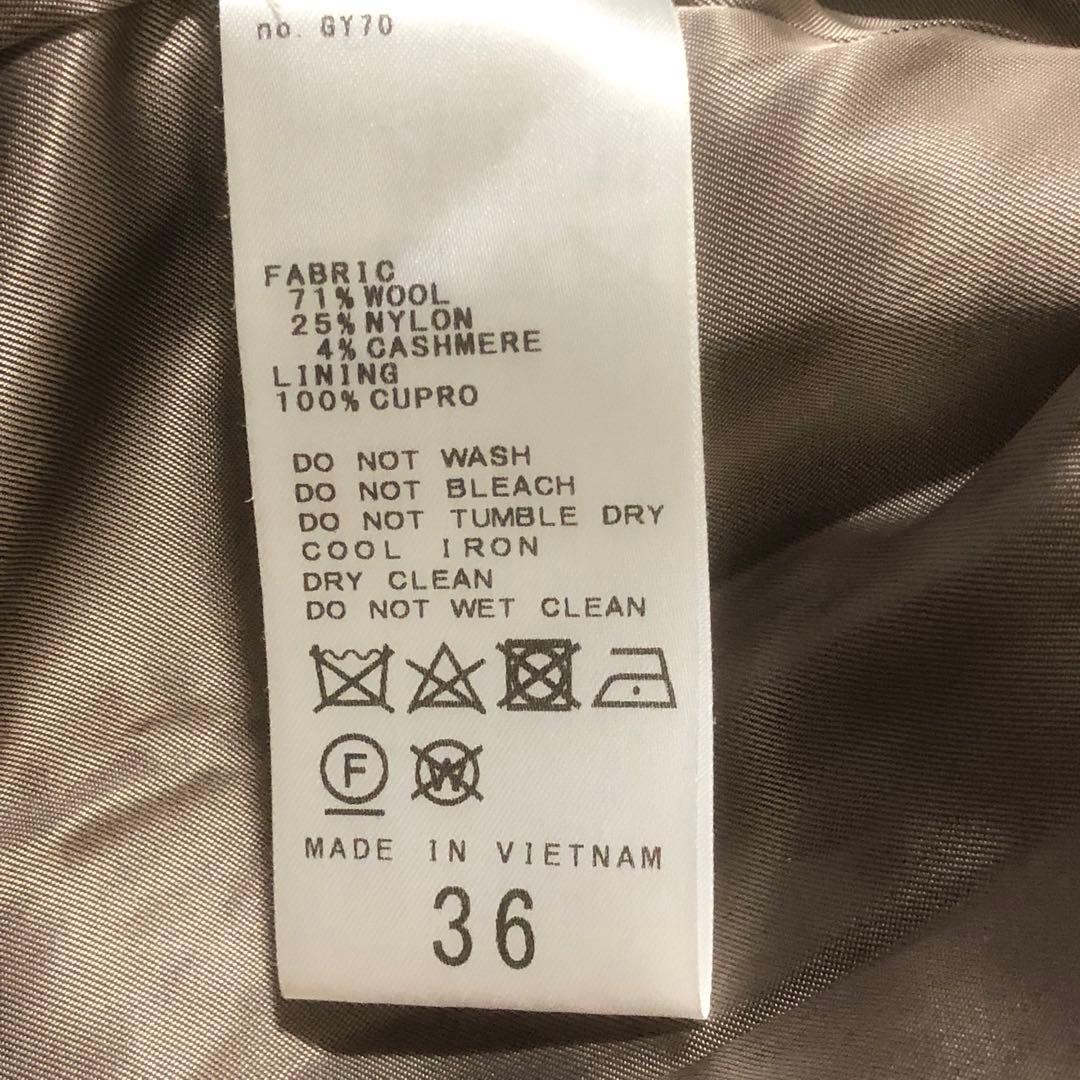 no. GY70
FABRIC
71% WOOL
25% NYLON
4% CASHMERE
LINING
100% CUPRO
DO NOT WASH
DO NOT BLEACH
DO NOT TUMBLE DRY
COOL IRON
DRY CLEAN
DO NOT WET CLEAN
F W
MADE IN VIETNAM
36